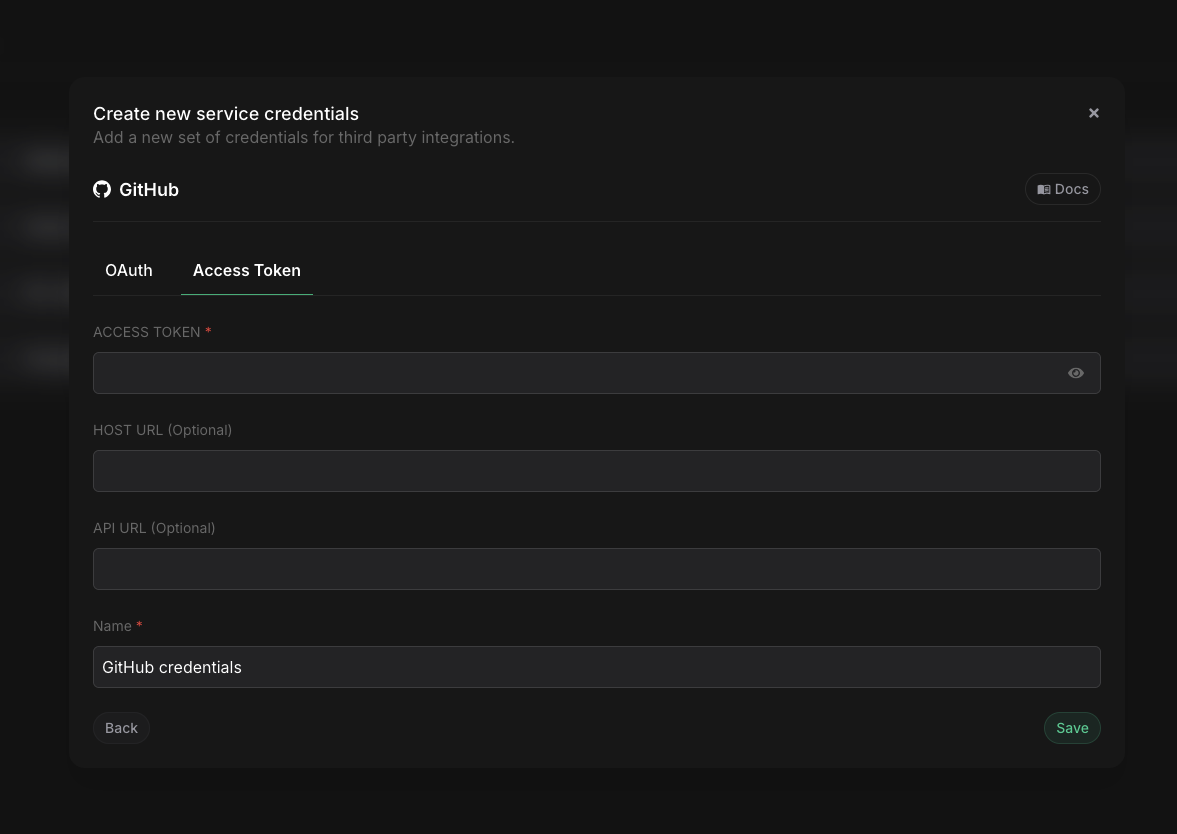 Create new service credentials
Add a new set of credentials for third party integrations.
GitHub
Docs
OAuth
Access Token
ACCESS TOKEN *
HOST URL (Optional)
API URL (Optional)
Name *
GitHub credentials
Back
Save